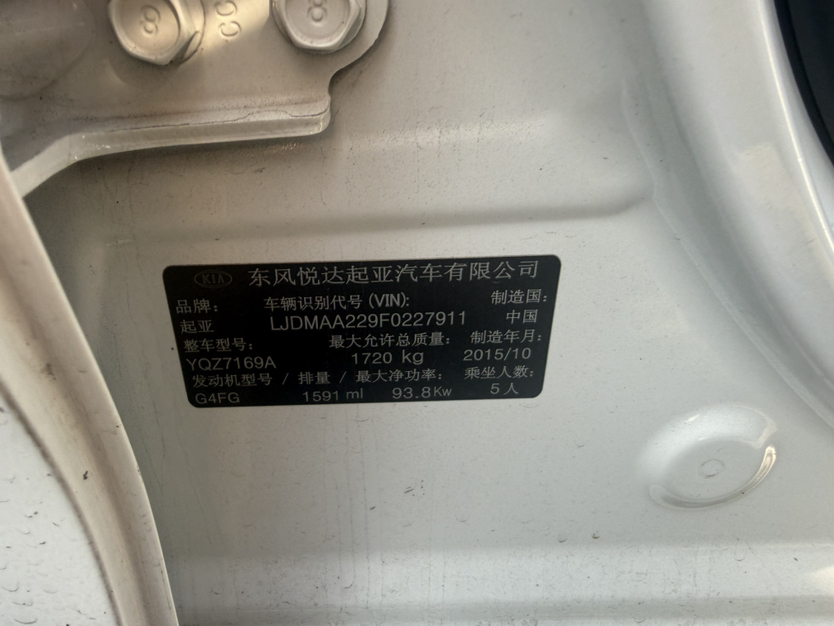 8
8
KIA 东风悦达起亚汽车有限公司
品牌: 车辆识别代号(VIN): 制造国:
起亚 LJDMAA229F0227911 中国
整车型号: 最大允许总质量: 制造年月:
YQZ7169A 1720 kg 2015/10
发动机型号 / 排量 / 最大净功率: 乘坐人数:
G4FG 1591 ml 93.8Kw 5人